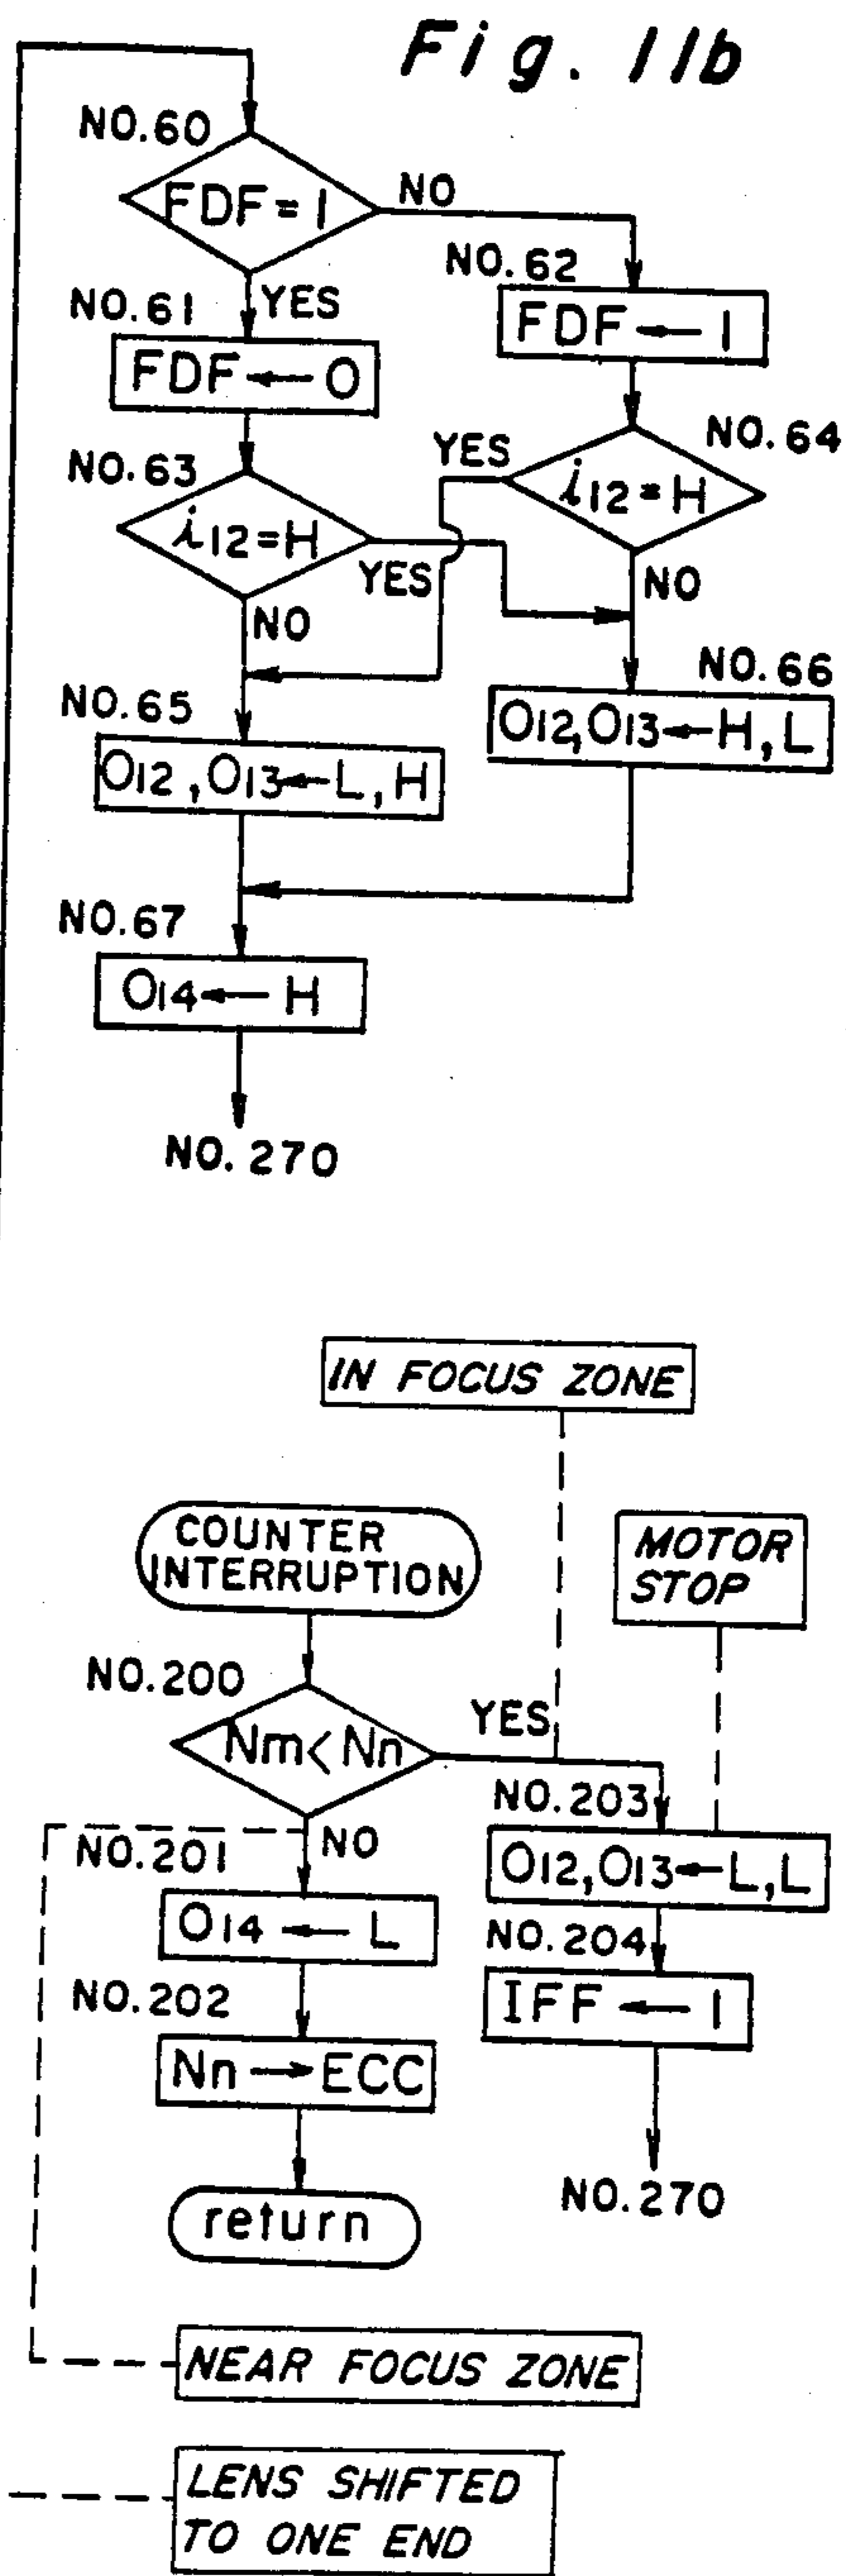 Fig. 11b
NO.60
FDF=1
NO
NO.62
FDF←1
NO.61
YES
FDF←0
NO.63
i12=H
YES
NO
YES
NO.64
i12=H
NO
NO.65
O12,O13←L,H
NO.66
O12,O13←H,L
NO.67
O14←H
NO.270
IN FOCUS ZONE
COUNTER
INTERRUPTION
MOTOR
STOP
NO.200
Nm<Nn
YES
NO.203
O12,O13←L,L
NO.201
NO
O14←L
NO.204
IFF←1
NO.202
Nn→ECC
return
NO.270
NEAR FOCUS ZONE
LENS SHIFTED
TO ONE END